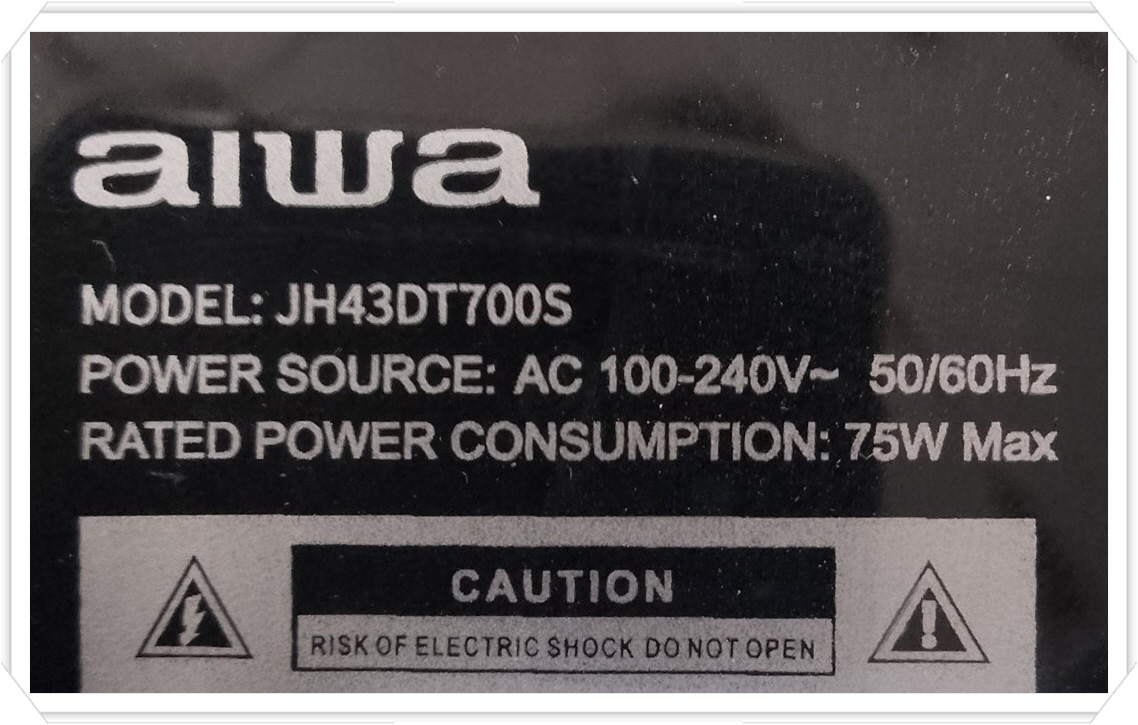 aiwa
MODEL: JH43DT700S
POWER SOURCE: AC 100-240V~ 50/60Hz
RATED POWER CONSUMPTION: 75W Max
CAUTION
RISK OF ELECTRIC SHOCK DO NOT OPEN